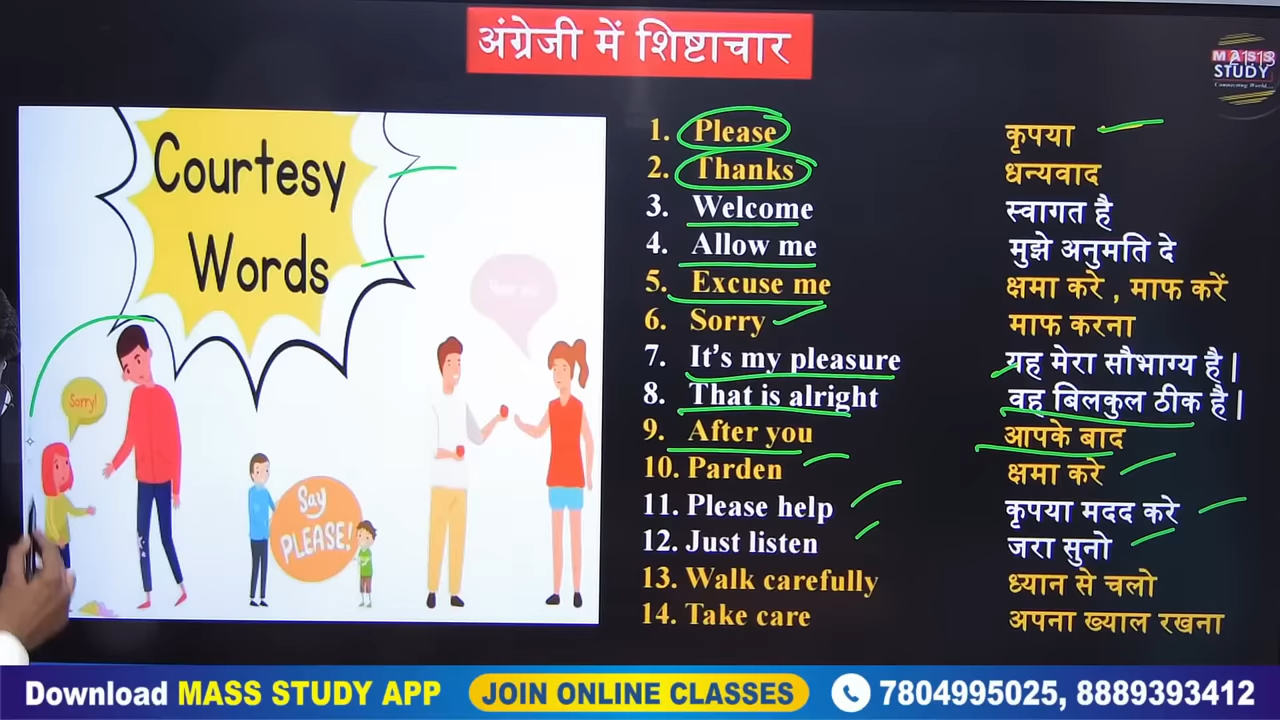 अंग्रेजी में शिष्टाचार
MASS
STUDY
Connecting World...
Courtesy
Words
Sorry!
Say
PLEASE!
1. Please कृपया
2. Thanks धन्यवाद
3. Welcome स्वागत है
4. Allow me मुझे अनुमति दे
5. Excuse me क्षमा करे , माफ करें
6. Sorry माफ करना
7. It's my pleasure यह मेरा सौभाग्य है |
8. That is alright वह बिलकुल ठीक है |
9. After you आपके बाद
10. Parden क्षमा करे
11. Please help कृपया मदद करे
12. Just listen जरा सुनो
13. Walk carefully ध्यान से चलो
14. Take care अपना ख्याल रखना
Download MASS STUDY APP JOIN ONLINE CLASSES 7804995025, 8889393412